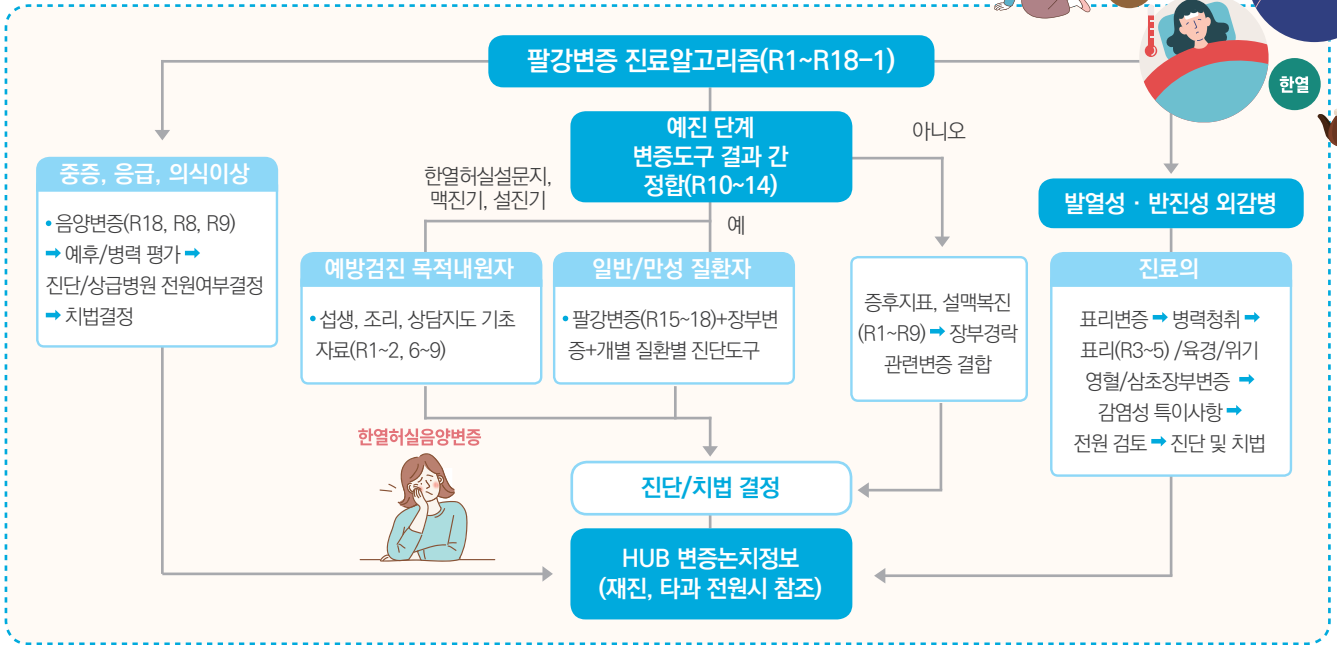 한열
팔강변증 진료알고리즘(R1~R18-1)
예진 단계
변증도구 결과 간
정합(R10~14)
아니오
한열허실설문지,
맥진기, 설진기
예
중증, 응급, 의식이상
• 음양변증(R18, R8, R9)
➡ 예후/병력 평가 ➡
진단/상급병원 전원여부결정
➡ 치법결정
예방검진 목적내원자
• 섭생, 조리, 상담지도 기초
자료(R1~2, 6~9)
일반/만성 질환자
• 팔강변증(R15~18)+장부변
증+개별 질환별 진단도구
증후지표, 설맥복진
(R1~R9) ➡ 장부경락
관련변증 결합
발열성 · 반진성 외감병
진료의
표리변증 ➡ 병력청취 ➡
표리(R3~5) /육경/위기
영혈/삼초장부변증 ➡
감염성 특이사항 ➡
전원 검토 ➡ 진단 및 치법
한열허실음양변증
진단/치법 결정
HUB 변증논치정보
(재진, 타과 전원시 참조)